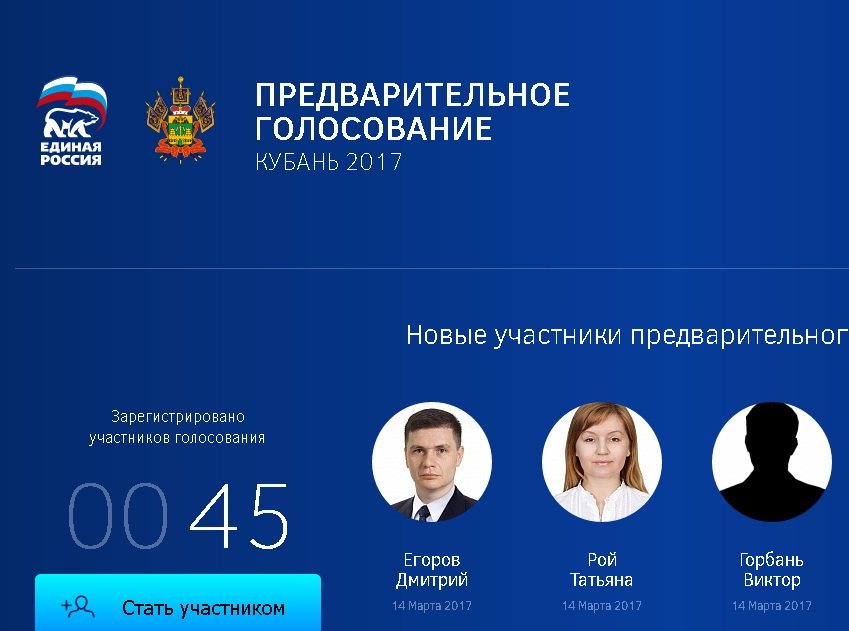 ЕДИНАЯ
РОССИЯ
ПРЕДВАРИТЕЛЬНОЕ
ГОЛОСОВАНИЕ
КУБАНЬ 2017
Новые участники предварительног
Зарегистрировано
участников голосования
0045
Стать участником
Егоров
Дмитрий
14 Марта 2017
Рой
Татьяна
14 Марта 2017
Горбань
Виктор
14 Марта 2017